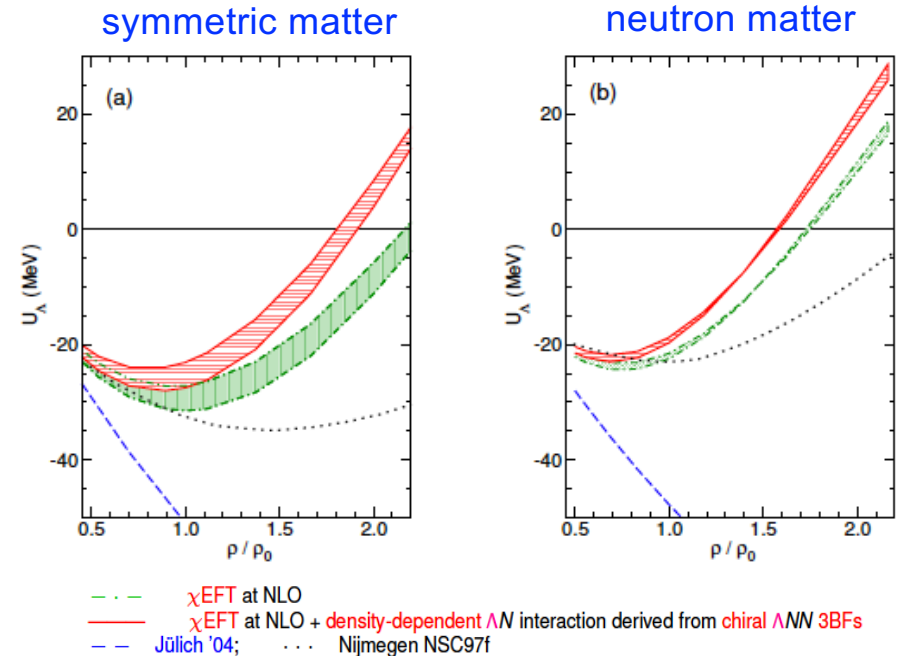 symmetric matter
neutron matter
(a)
20
0
-20
-40
U_Λ (MeV)
0.5 1.0 1.5 2.0
ρ / ρ₀
(b)
20
0
-20
-40
U_Λ (MeV)
0.5 1.0 1.5 2.0
ρ / ρ₀
χEFT at NLO
χEFT at NLO + density-dependent ΛN interaction derived from chiral ΛNN 3BFs
Jülich '04; Nijmegen NSC97f